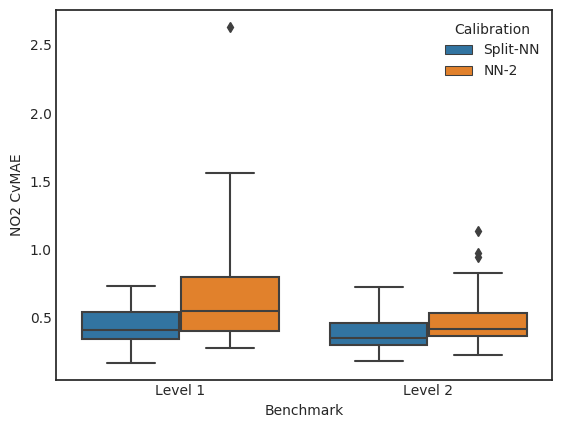 Calibration
Split-NN
NN-2
2.5
2.0
1.5
1.0
0.5
NO2 CvMAE
Level 1
Level 2
Benchmark